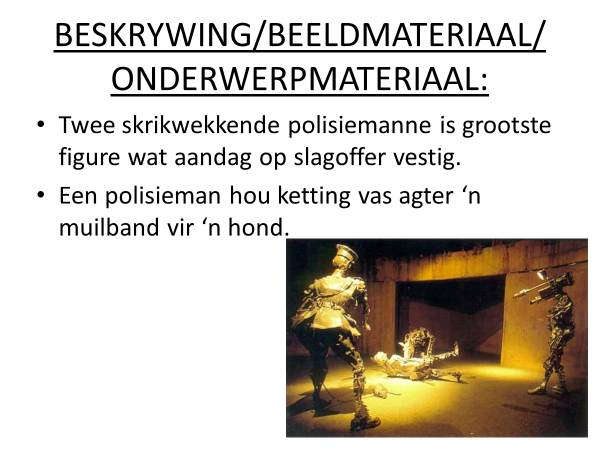 BESKRYWING/BEELDMATERIAAL/
ONDERWERPMATERIAAL:
• Twee skrikwekkende polisiemanne is grootste
figure wat aandag op slagoffer vestig.
• Een polisieman hou ketting vas agter ‘n
muilband vir ‘n hond.